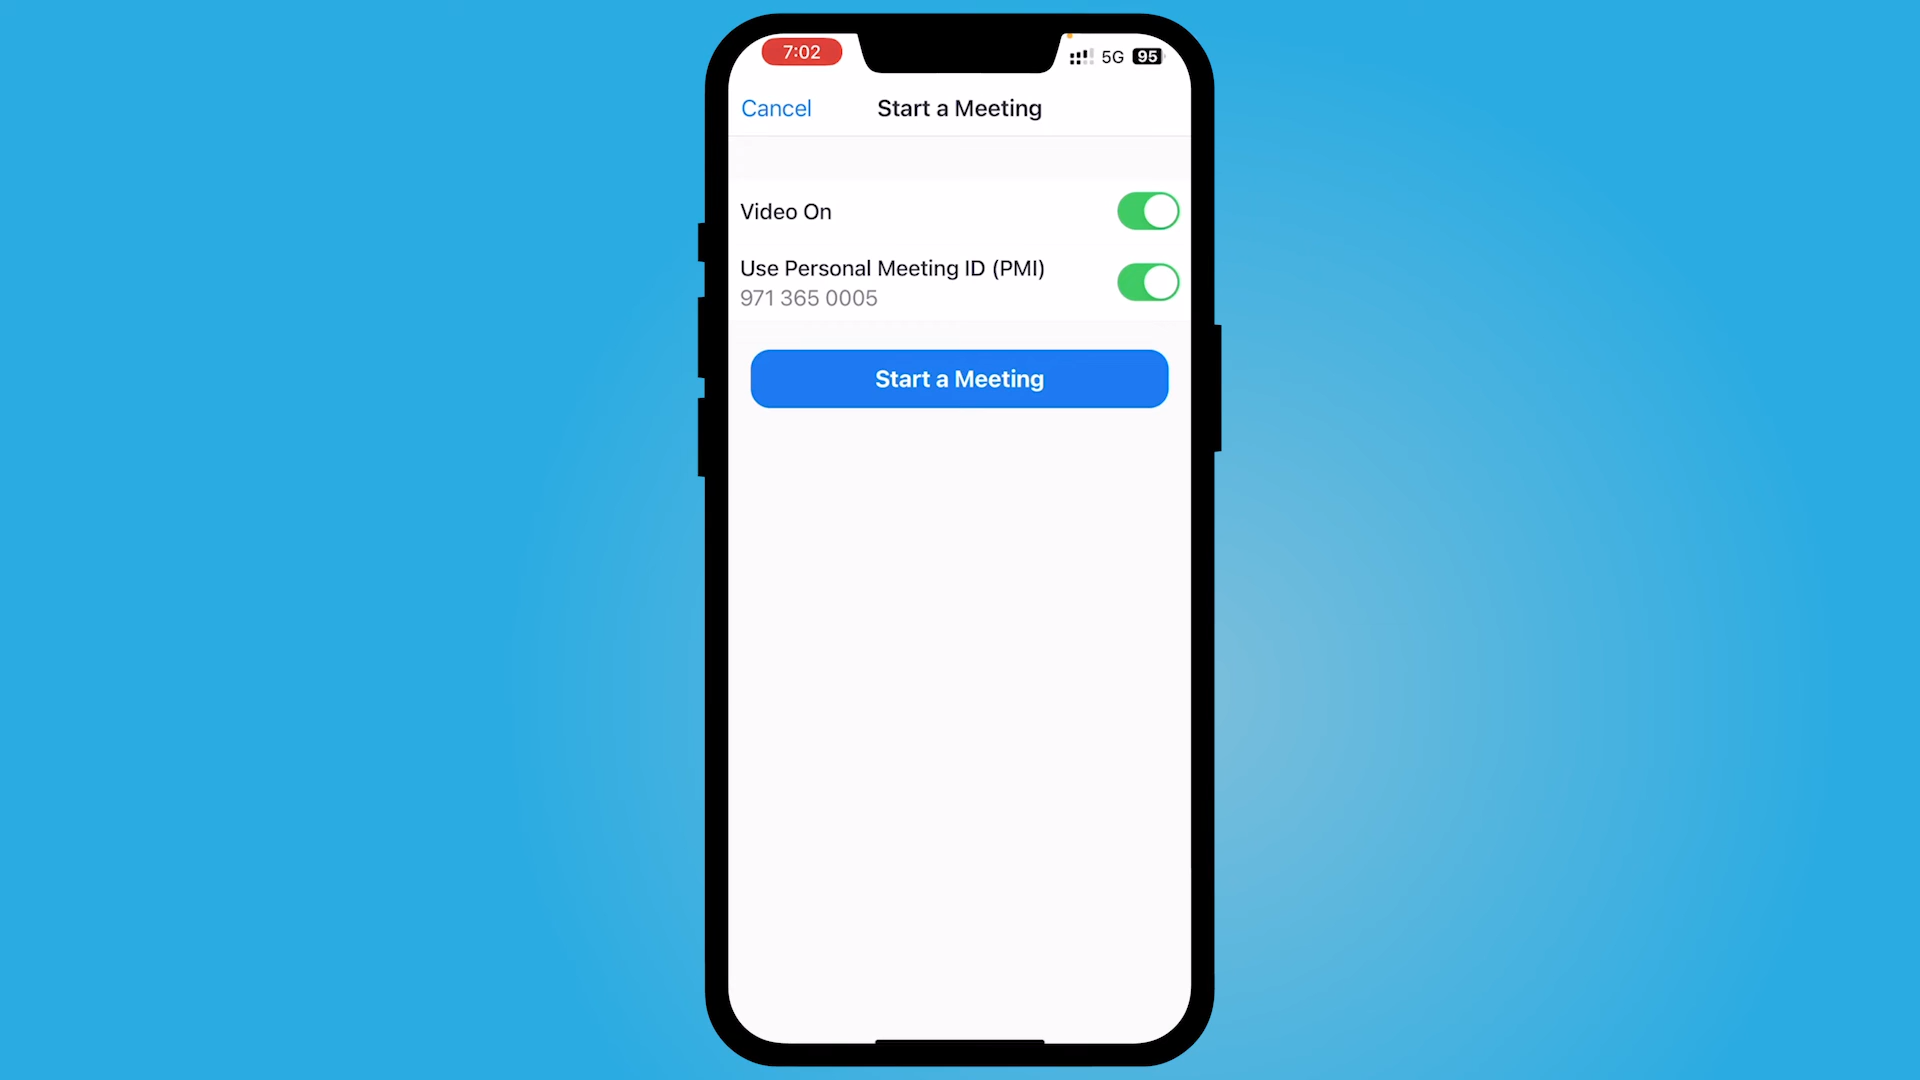 7:02
5G 95
Cancel
Start a Meeting
Video On
Use Personal Meeting ID (PMI)
971 365 0005
Start a Meeting